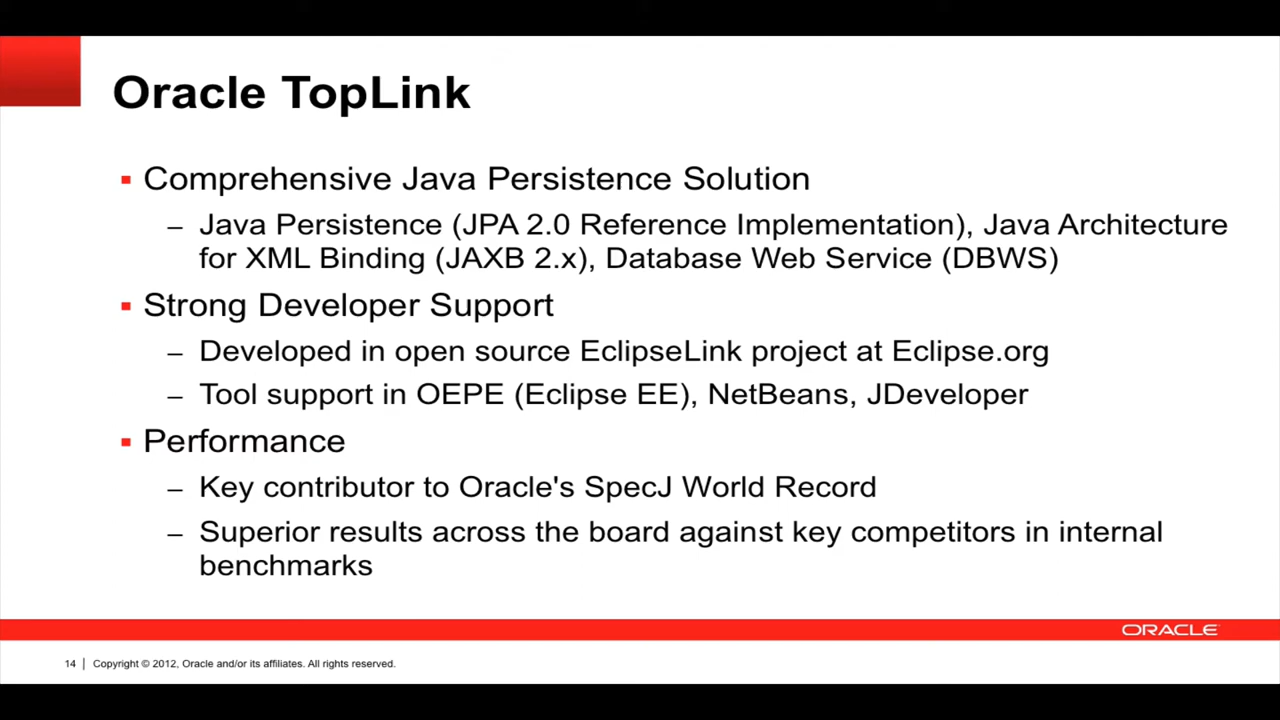 Oracle TopLink
▪ Comprehensive Java Persistence Solution
– Java Persistence (JPA 2.0 Reference Implementation), Java Architecture
for XML Binding (JAXB 2.x), Database Web Service (DBWS)
▪ Strong Developer Support
– Developed in open source EclipseLink project at Eclipse.org
– Tool support in OEPE (Eclipse EE), NetBeans, JDeveloper
▪ Performance
– Key contributor to Oracle's SpecJ World Record
– Superior results across the board against key competitors in internal
benchmarks
ORACLE
14 | Copyright © 2012, Oracle and/or its affiliates. All rights reserved.